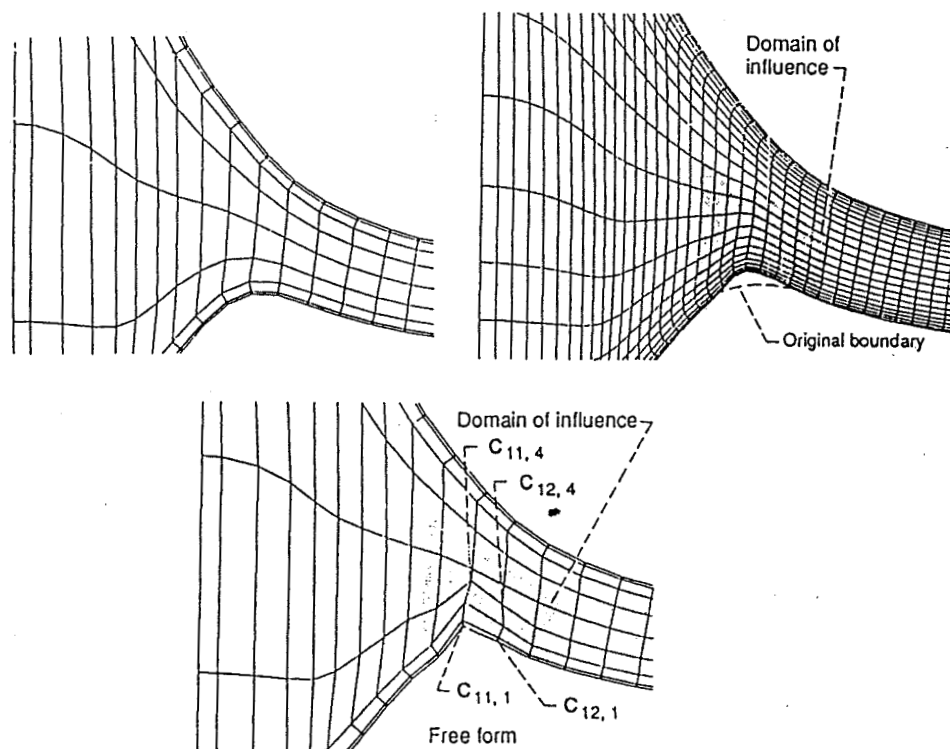 Domain of
influence
Original boundary
Domain of influence
C11, 4
C12, 4
C11, 1
C12, 1
Free form